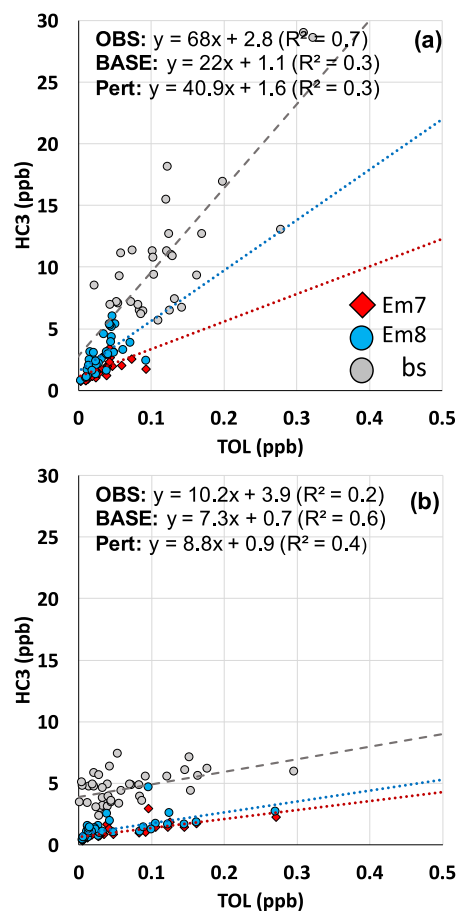 OBS: y = 68x + 2.8 (R² = 0.7) (a)
BASE: y = 22x + 1.1 (R² = 0.3)
Pert: y = 40.9x + 1.6 (R² = 0.3)
30
25
20
15
10
5
0
HC3 (ppb)
Em7
Em8
bs
0 0.1 0.2 0.3 0.4 0.5
TOL (ppb)
OBS: y = 10.2x + 3.9 (R² = 0.2) (b)
BASE: y = 7.3x + 0.7 (R² = 0.6)
Pert: y = 8.8x + 0.9 (R² = 0.4)
30
25
20
15
10
5
0
HC3 (ppb)
0 0.1 0.2 0.3 0.4 0.5
TOL (ppb)